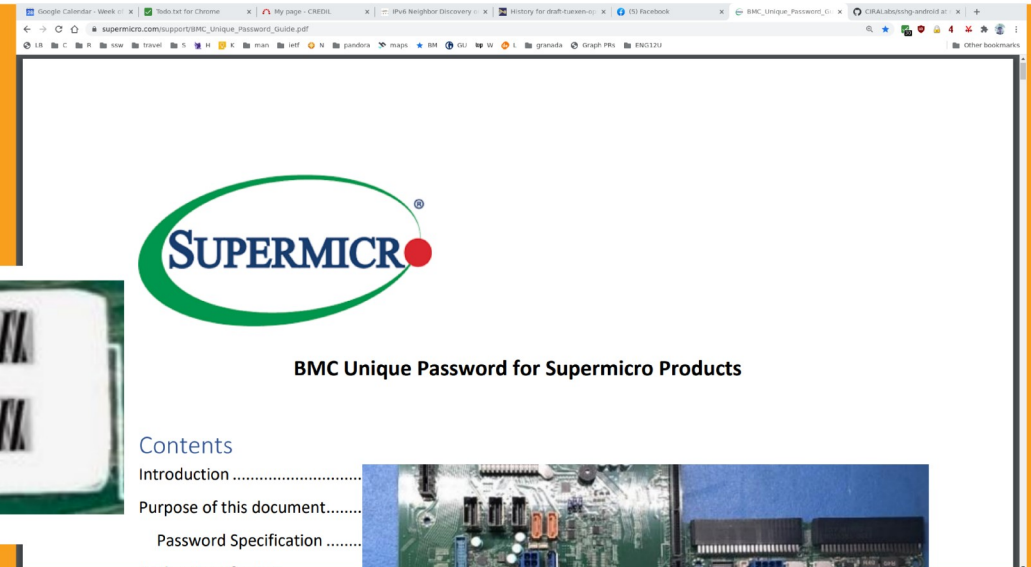 Google Calendar - Week of
Todo.txt for Chrome
My page - CREDIL
IPv6 Neighbor Discovery
History for draft-tuexen-op
(5) Facebook
BMC_Unique_Password_G
CIRALabs/sshg-android at
supermicro.com/support/BMC_Unique_Password_Guide.pdf
LB C B R ssw travel S H K man ietf N pandora maps BM GU W L granada Graph PRs ENG12U Other bookmarks
SUPERMICRO®
BMC Unique Password for Supermicro Products
Contents
Introduction ...........................
Purpose of this document.......
Password Specification ........